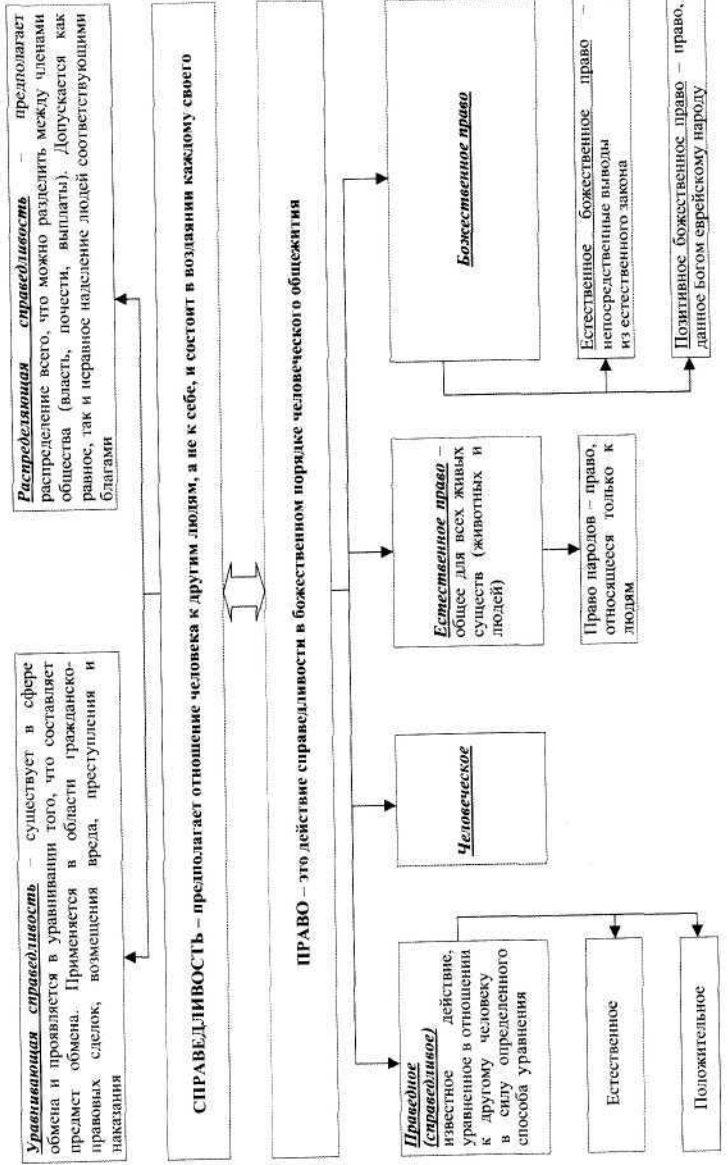 Уравнивающая справедливость – существует в сфере
обмена и проявляется в уравнивании того, что составляет
предмет обмена. Применяется в области гражданско-
правовых сделок, возмещения вреда, преступления и
наказания
Распределяющая справедливость – предполагает
распределение всего, что можно разделить между членами
общества (власть, почести, выплаты). Допускается как
равное, так и неравное наделение людей соответствующими
благами
СПРАВЕДЛИВОСТЬ – предполагает отношение человека к другим людям, а не к себе, и состоит в воздаянии каждому своего
ПРАВО – это действие справедливости в божественном порядке человеческого общежития
Праведное
(справедливое)
известное действие,
уравненное в отношении
к другому человеку
в силу определенного
способа уравнения
Естественное
Положительное
Человеческое
Естественное право –
общее для всех живых
существ (животных и
людей)
Право народов – право,
относящееся только к
людям
Божественное право
Естественное божественное право –
непосредственные выводы
из естественного закона
Позитивное божественное право – право,
данное Богом еврейскому народу